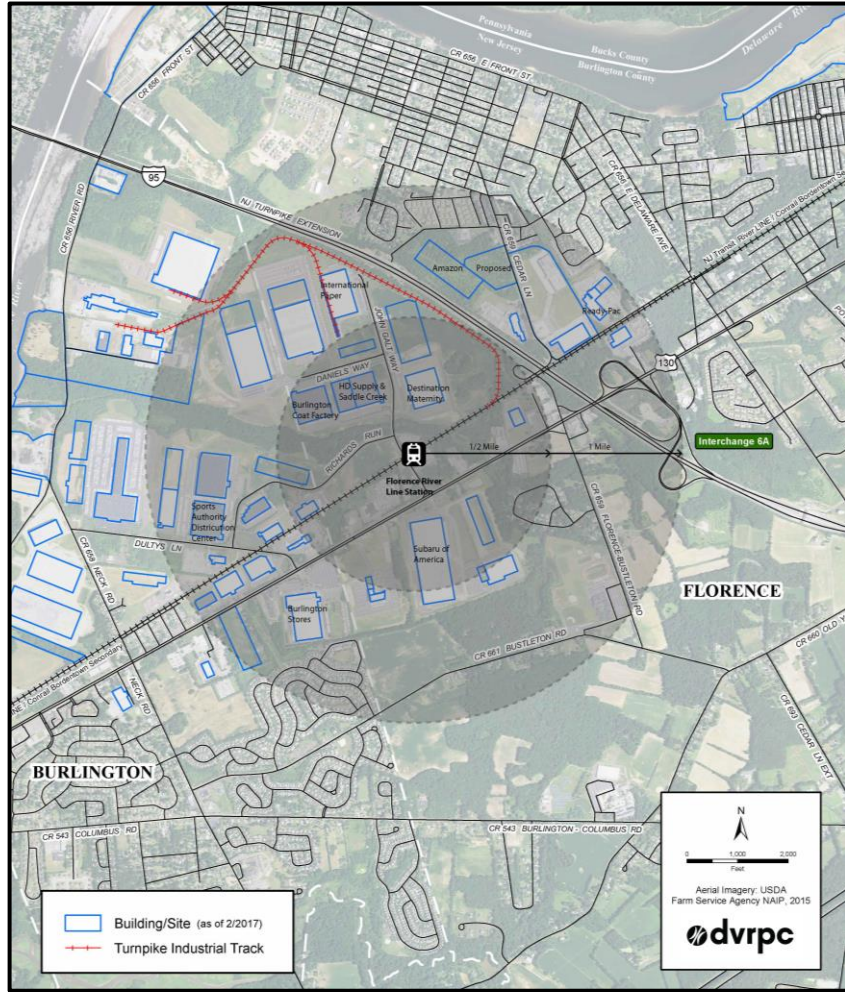 Pennsylvania
New Jersey
Bucks County
Burlington County
Delaware
CR 656 FRONT ST
CR 656 E FRONT ST
95
NJ TURNPIKE EXTENSION
CR 656 E DELAWARE AVE
CR 656 RIVER RD
River
CR 659 CEDAR LN
NJ Transit River LINE / Conrail Bordentown
Amazon
Proposed
International
Paper
Ready-Pac
JOHN GALT WAY
130
DANIELS WAY
HD Supply &
Saddle Creek
Destination
Maternity
Burlington
Coat Factory
RICHARDS RUN
Interchange 6A
1/2 Mile
1 Mile
Florence River
Line Station
Sports
Authority
Districution
Center
CR 659 FLORENCE-BUSTLETON RD
DULTYS LN
Subaru of
America
CR 658 NECK RD
FLORENCE
Burlington
Stores
CR 661 BUSTLETON RD
CR 660 OLD Y
LINE / Conrail Bordentown Secondary
NECK RD
CR 693 CEDAR LN EXT
BURLINGTON
CR 543 COLUMBUS RD
CR 543 BURLINGTON - COLUMBUS RD
N
0 1,000 2,000
Feet
Aerial Imagery: USDA
Farm Service Agency NAIP, 2015
dvrpc
Building/Site (as of 2/2017)
Turnpike Industrial Track